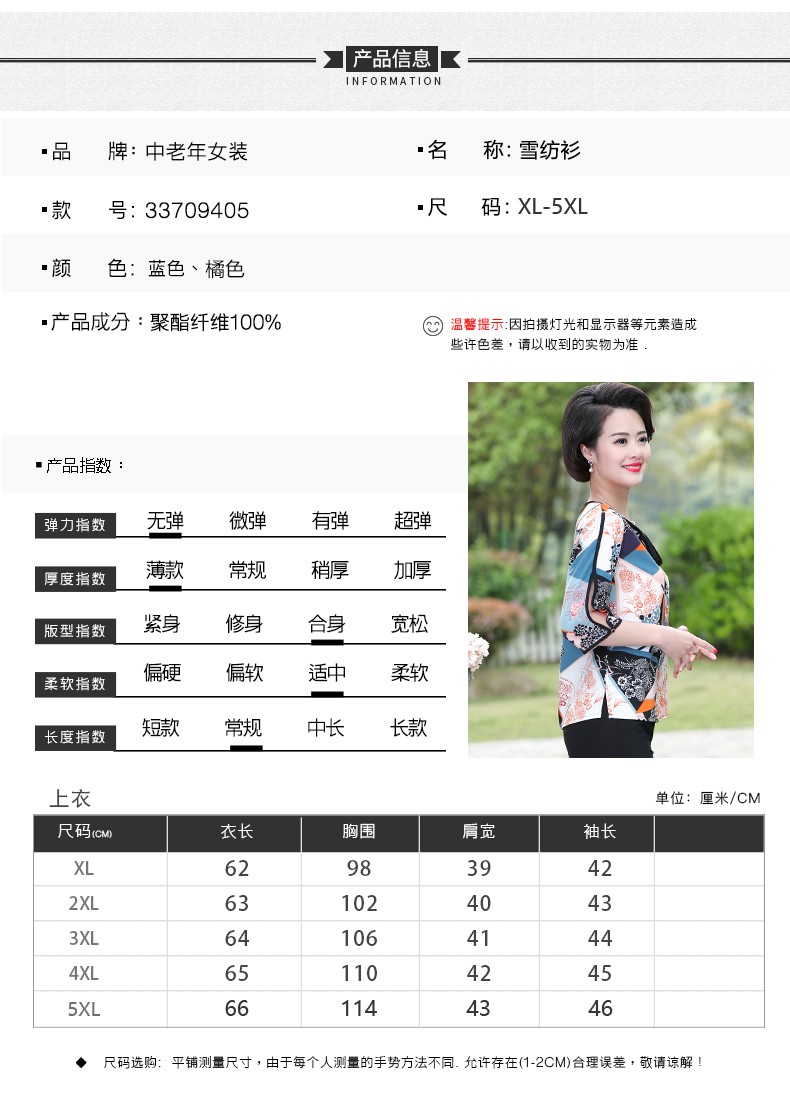 产品信息
INFORMATION
▪品 牌：中老年女装
▪名 称：雪纺衫
▪款 号：33709405
▪尺 码：XL-5XL
▪颜 色：蓝色、橘色
▪产品成分：聚酯纤维100%
温馨提示:因拍摄灯光和显示器等元素造成
些许色差，请以收到的实物为准．
▪产品指数：
弹力指数 无弹 微弹 有弹 超弹
厚度指数 薄款 常规 稍厚 加厚
版型指数 紧身 修身 合身 宽松
柔软指数 偏硬 偏软 适中 柔软
长度指数 短款 常规 中长 长款
上衣 单位：厘米/CM
尺码(CM) 衣长 胸围 肩宽 袖长
XL 62 98 39 42
2XL 63 102 40 43
3XL 64 106 41 44
4XL 65 110 42 45
5XL 66 114 43 46
◆ 尺码选购: 平铺测量尺寸，由于每个人测量的手势方法不同. 允许存在(1-2CM)合理误差，敬请谅解！